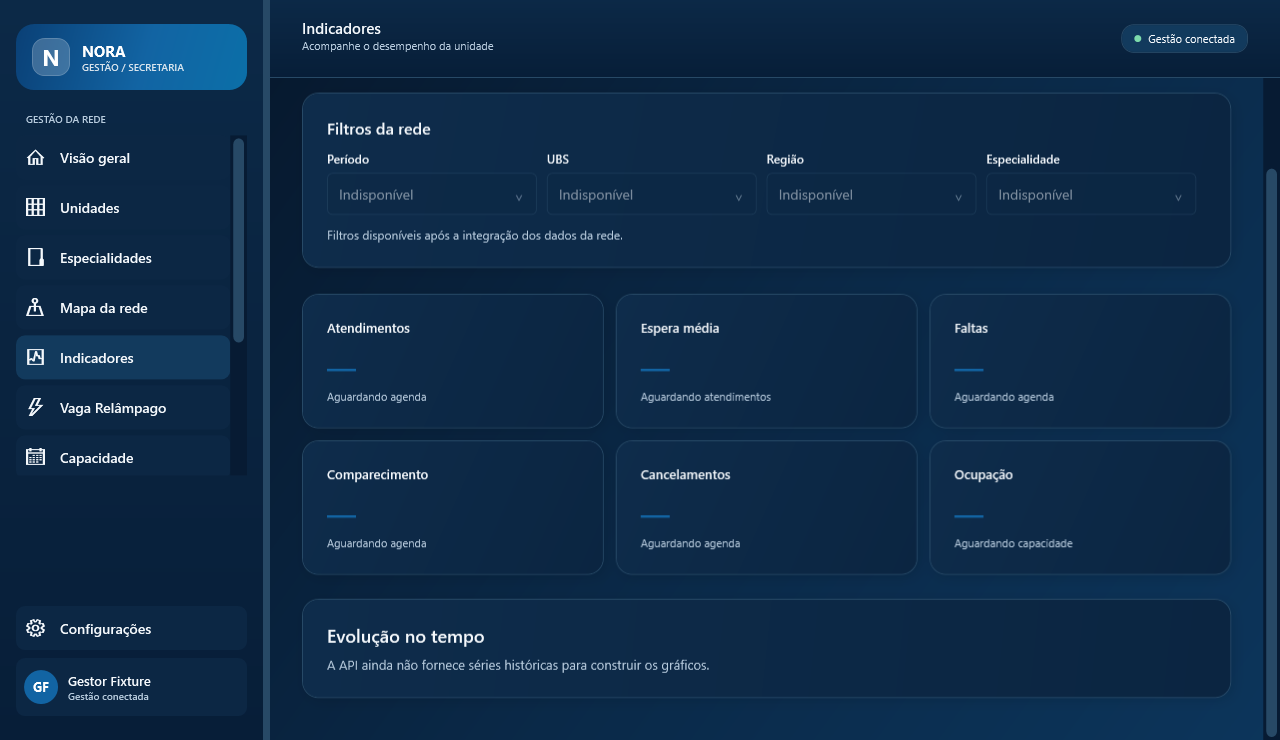 N
NORA
GESTÃO / SECRETARIA
GESTÃO DA REDE
Visão geral
Unidades
Especialidades
Mapa da rede
Indicadores
Vaga Relâmpago
Capacidade
Configurações
GF
Gestor Fixture
Gestão conectada
Indicadores
Acompanhe o desempenho da unidade
Gestão conectada
Filtros da rede
Período UBS Região Especialidade
Indisponível Indisponível Indisponível Indisponível
Filtros disponíveis após a integração dos dados da rede.
Atendimentos Espera média Faltas
Aguardando agenda Aguardando atendimentos Aguardando agenda
Comparecimento Cancelamentos Ocupação
Aguardando agenda Aguardando agenda Aguardando capacidade
Evolução no tempo
A API ainda não fornece séries históricas para construir os gráficos.